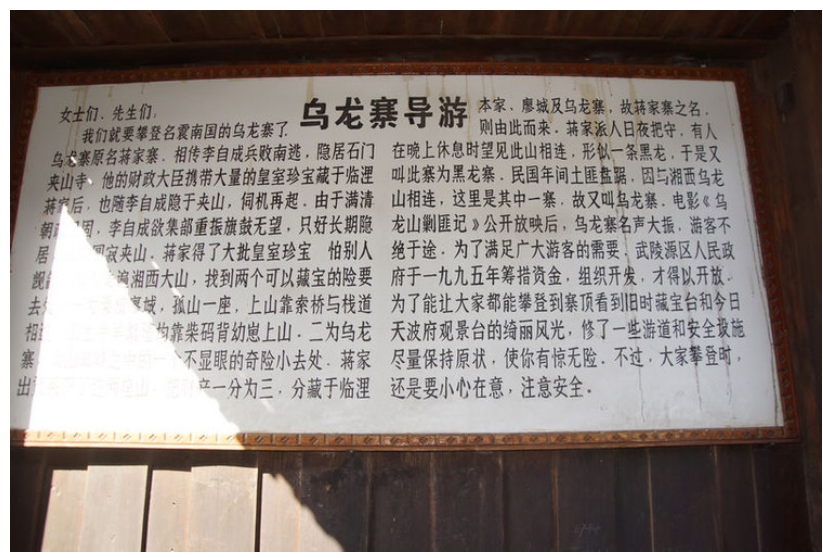 乌龙寨导游
女士们、先生们，
我们就要攀登名震南国的乌龙寨了．
乌龙寨原名蒋家寨．相传李自成兵败南逃，隐居石门
夹山寺．他的财政大臣携带大量的皇室珍宝藏于临浬
蒋家后，也随李自成隐于夹山，伺机再起．由于满清
朝 固，李自成欲集部重振旗鼓无望，只好长期隐
居 寂夹山．蒋家得了大批皇室珍宝 怕别人
湘西大山，找到两个可以藏宝的险要
去 城，孤山一座，上山靠索桥与栈道
相 靠柴码背幼崽上山．二为乌龙
寨 一个不显眼的奇险小去处．蒋家
出 一分为三．分藏于临浬
本家、廖城及乌龙寨，故蒋家寨之名，
则由此而来．蒋家派人日夜把守，有人
在晚上休息时望见此山相连，形似一条黑龙，于是又
叫此寨为黑龙寨．民国年间土匪盘踞，因与湘西乌龙
山相连，这里是其中一寨，故又叫乌龙寨．电影《乌
龙山剿匪记》公开放映后，乌龙寨名声大振．游客不
绝于途．为了满足广大游客的需要．武陵源区人民政
府于一九九五年筹措资金，组织开发，才得以开放．
为了能让大家都能攀登到寨顶看到旧时藏宝台和今日
天波府观景台的绮丽风光，修了一些游道和安全设施
尽量保持原状，使你有惊无险．不过，大家攀登时，
还是要小心在意，注意安全。